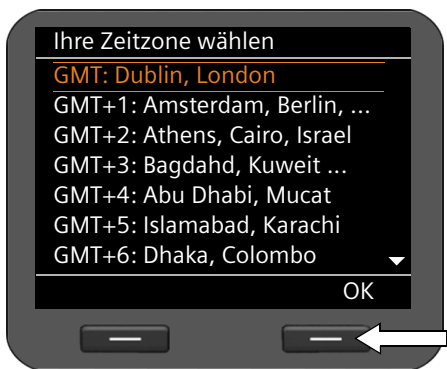 Ihre Zeitzone wählen
GMT: Dublin, London
GMT+1: Amsterdam, Berlin, ...
GMT+2: Athens, Cairo, Israel
GMT+3: Bagdahd, Kuweit ...
GMT+4: Abu Dhabi, Mucat
GMT+5: Islamabad, Karachi
GMT+6: Dhaka, Colombo
OK